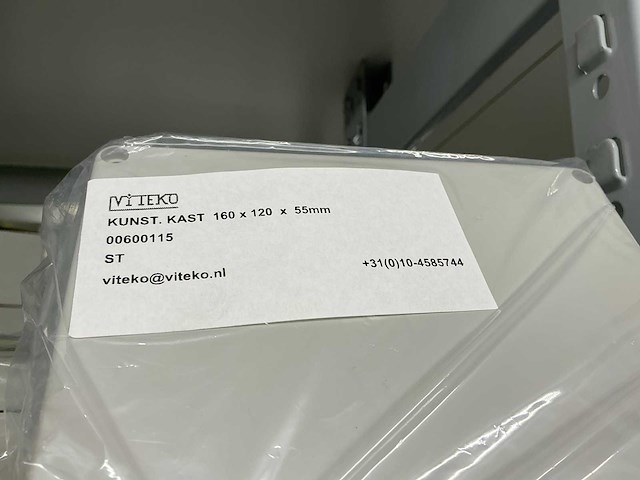 ViTEKO
KUNST. KAST 160 x 120 x 55mm
00600115
ST
viteko@viteko.nl
+31(0)10-4585744